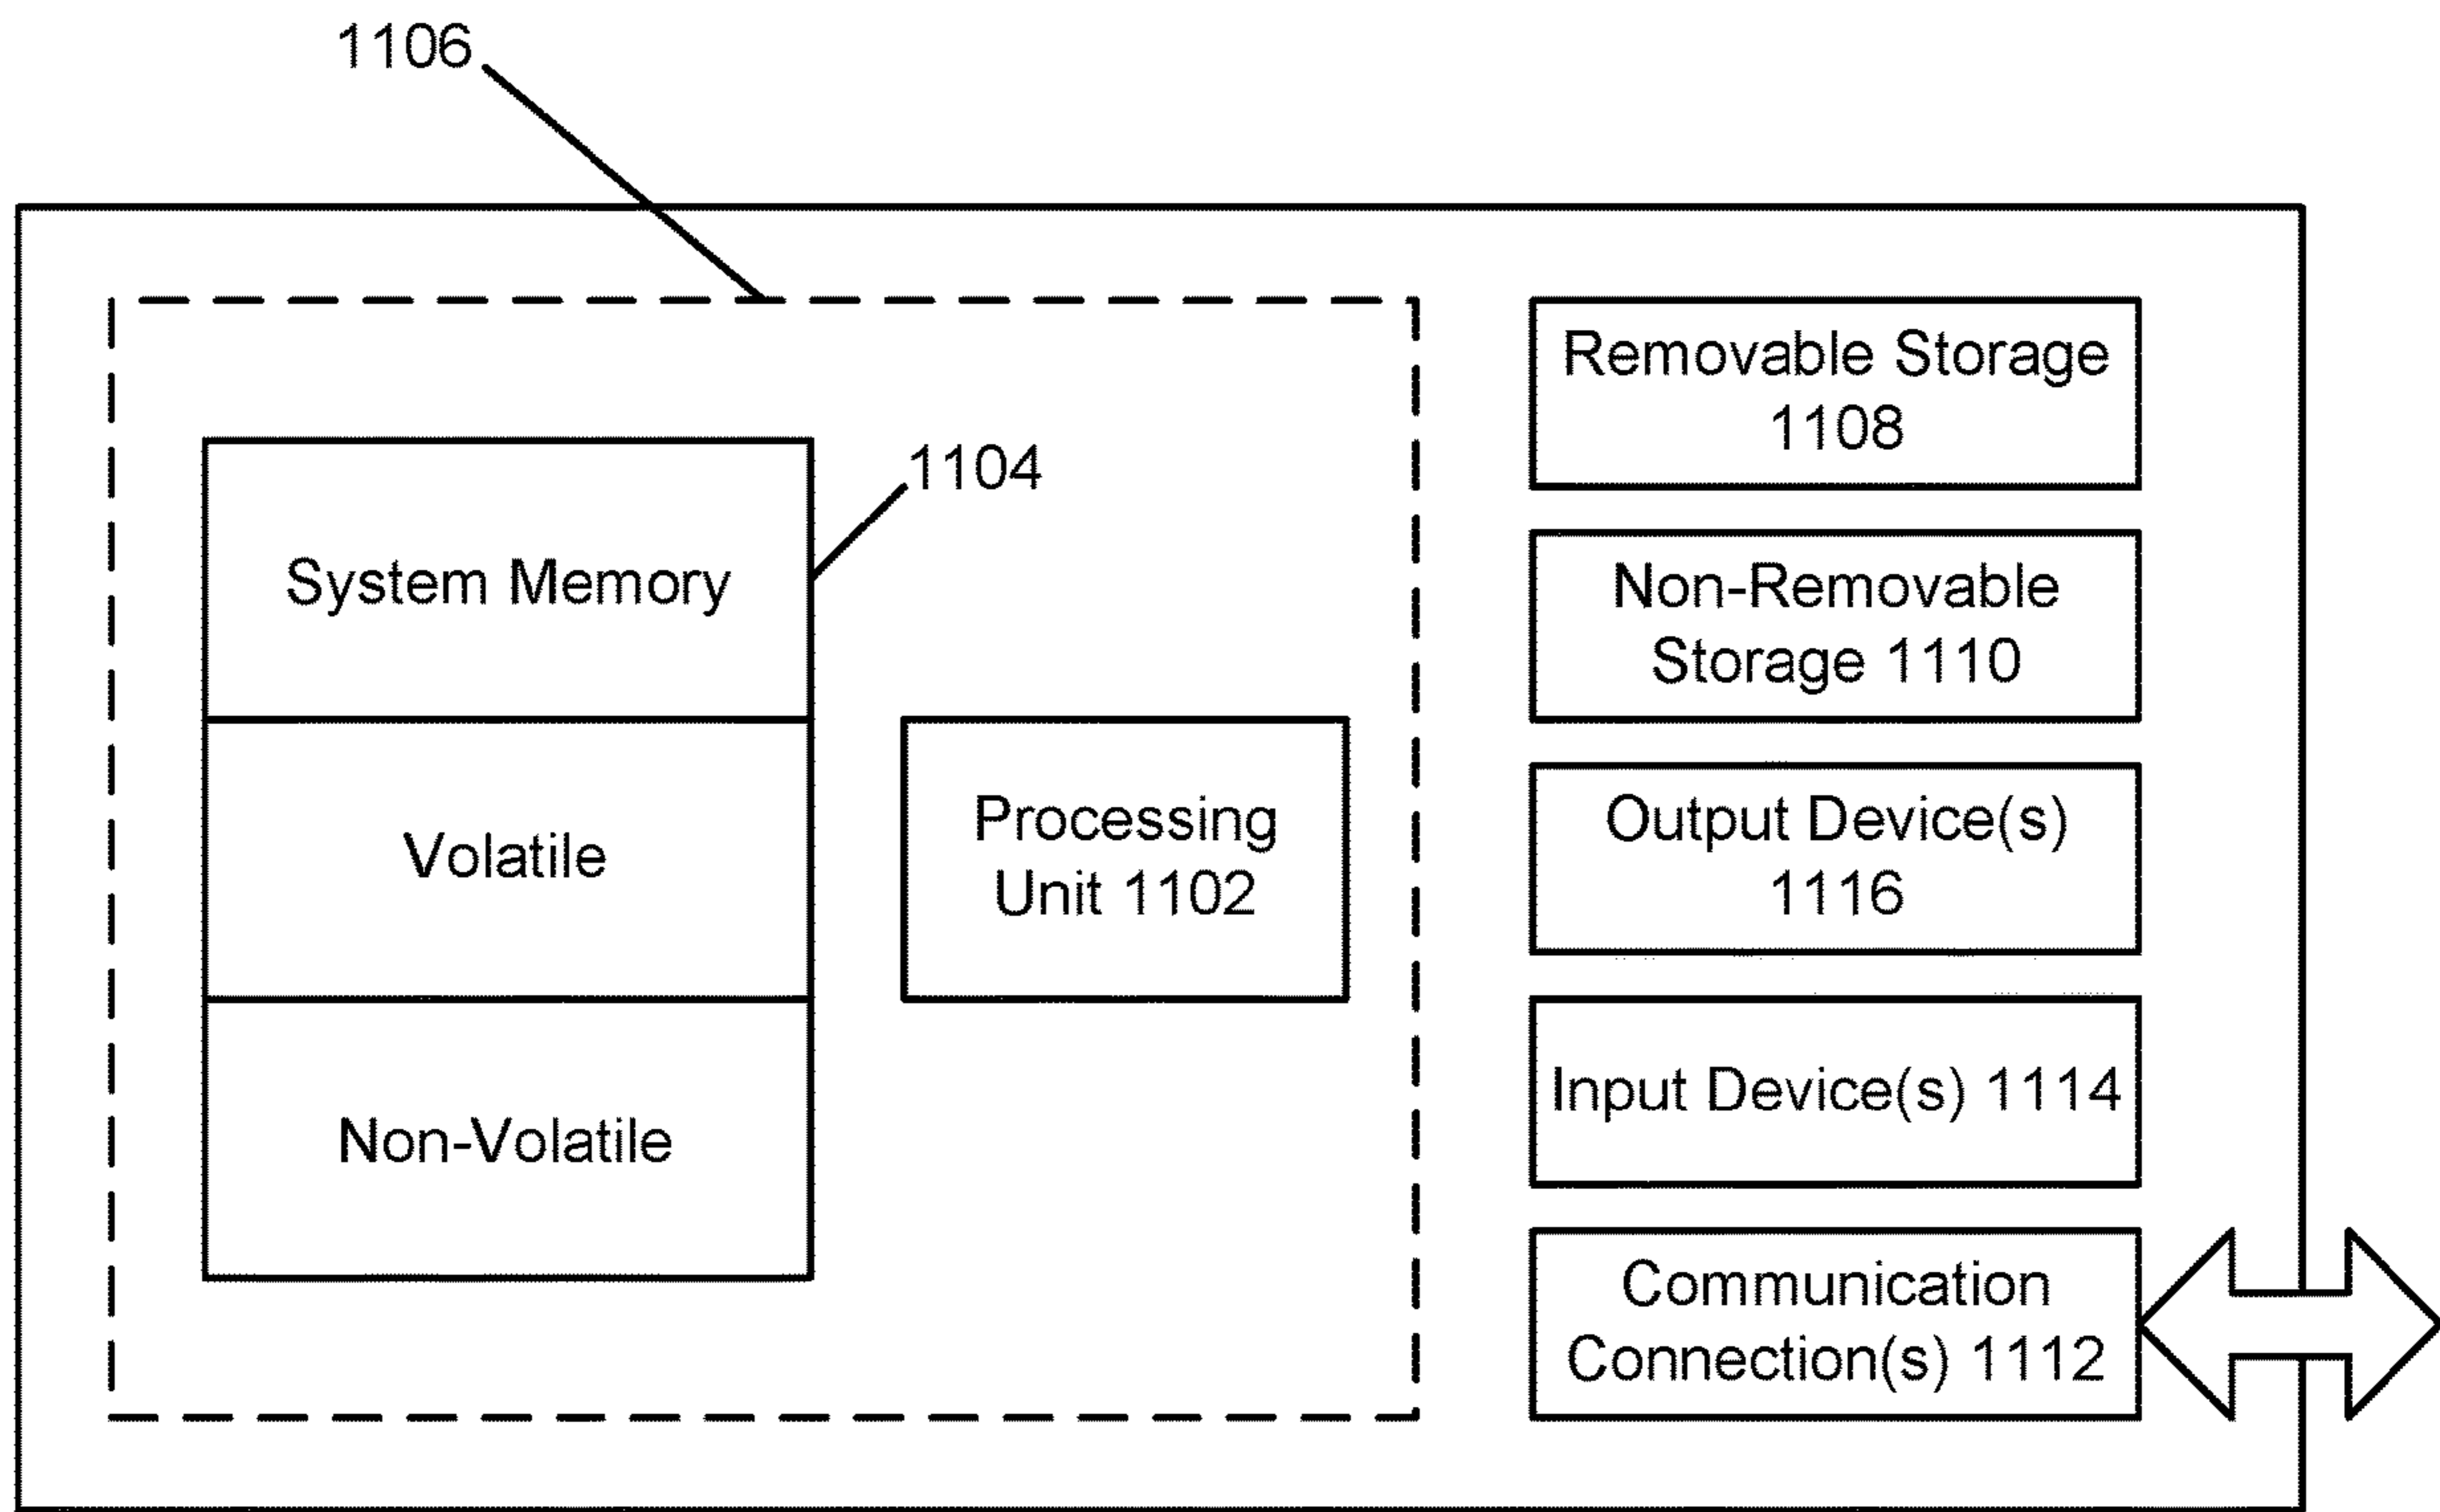 1106
1104
System Memory
Volatile
Non-Volatile
Processing
Unit 1102
Removable Storage
1108
Non-Removable
Storage 1110
Output Device(s)
1116
Input Device(s) 1114
Communication
Connection(s) 1112